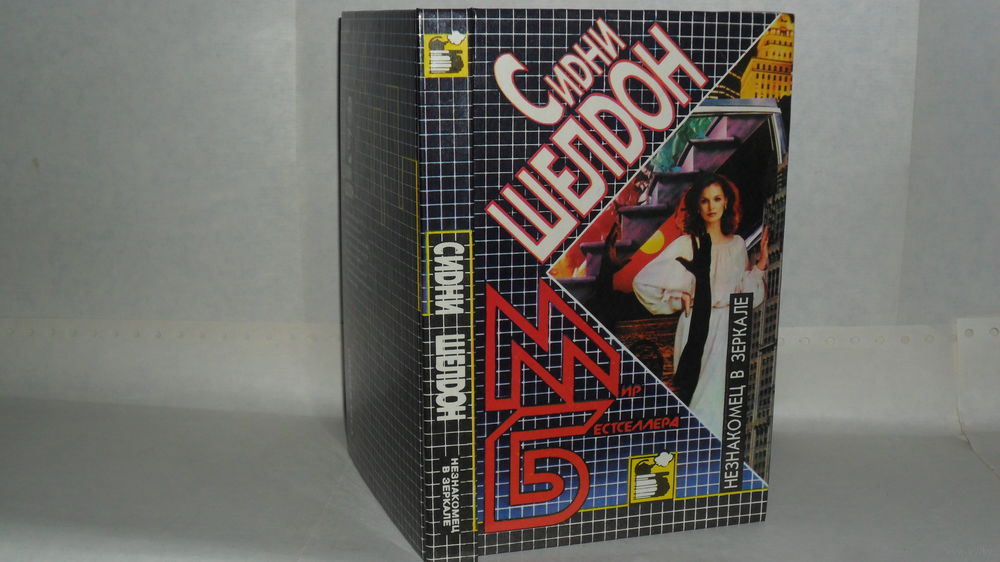 СИДНИ ШЕЛДОН
НЕЗНАКОМЕЦ
В ЗЕРКАЛЕ
СИДНИ
ШЕЛДОН
МИР
БЕСТСЕЛЛЕРА
НЕЗНАКОМЕЦ В ЗЕРКАЛЕ